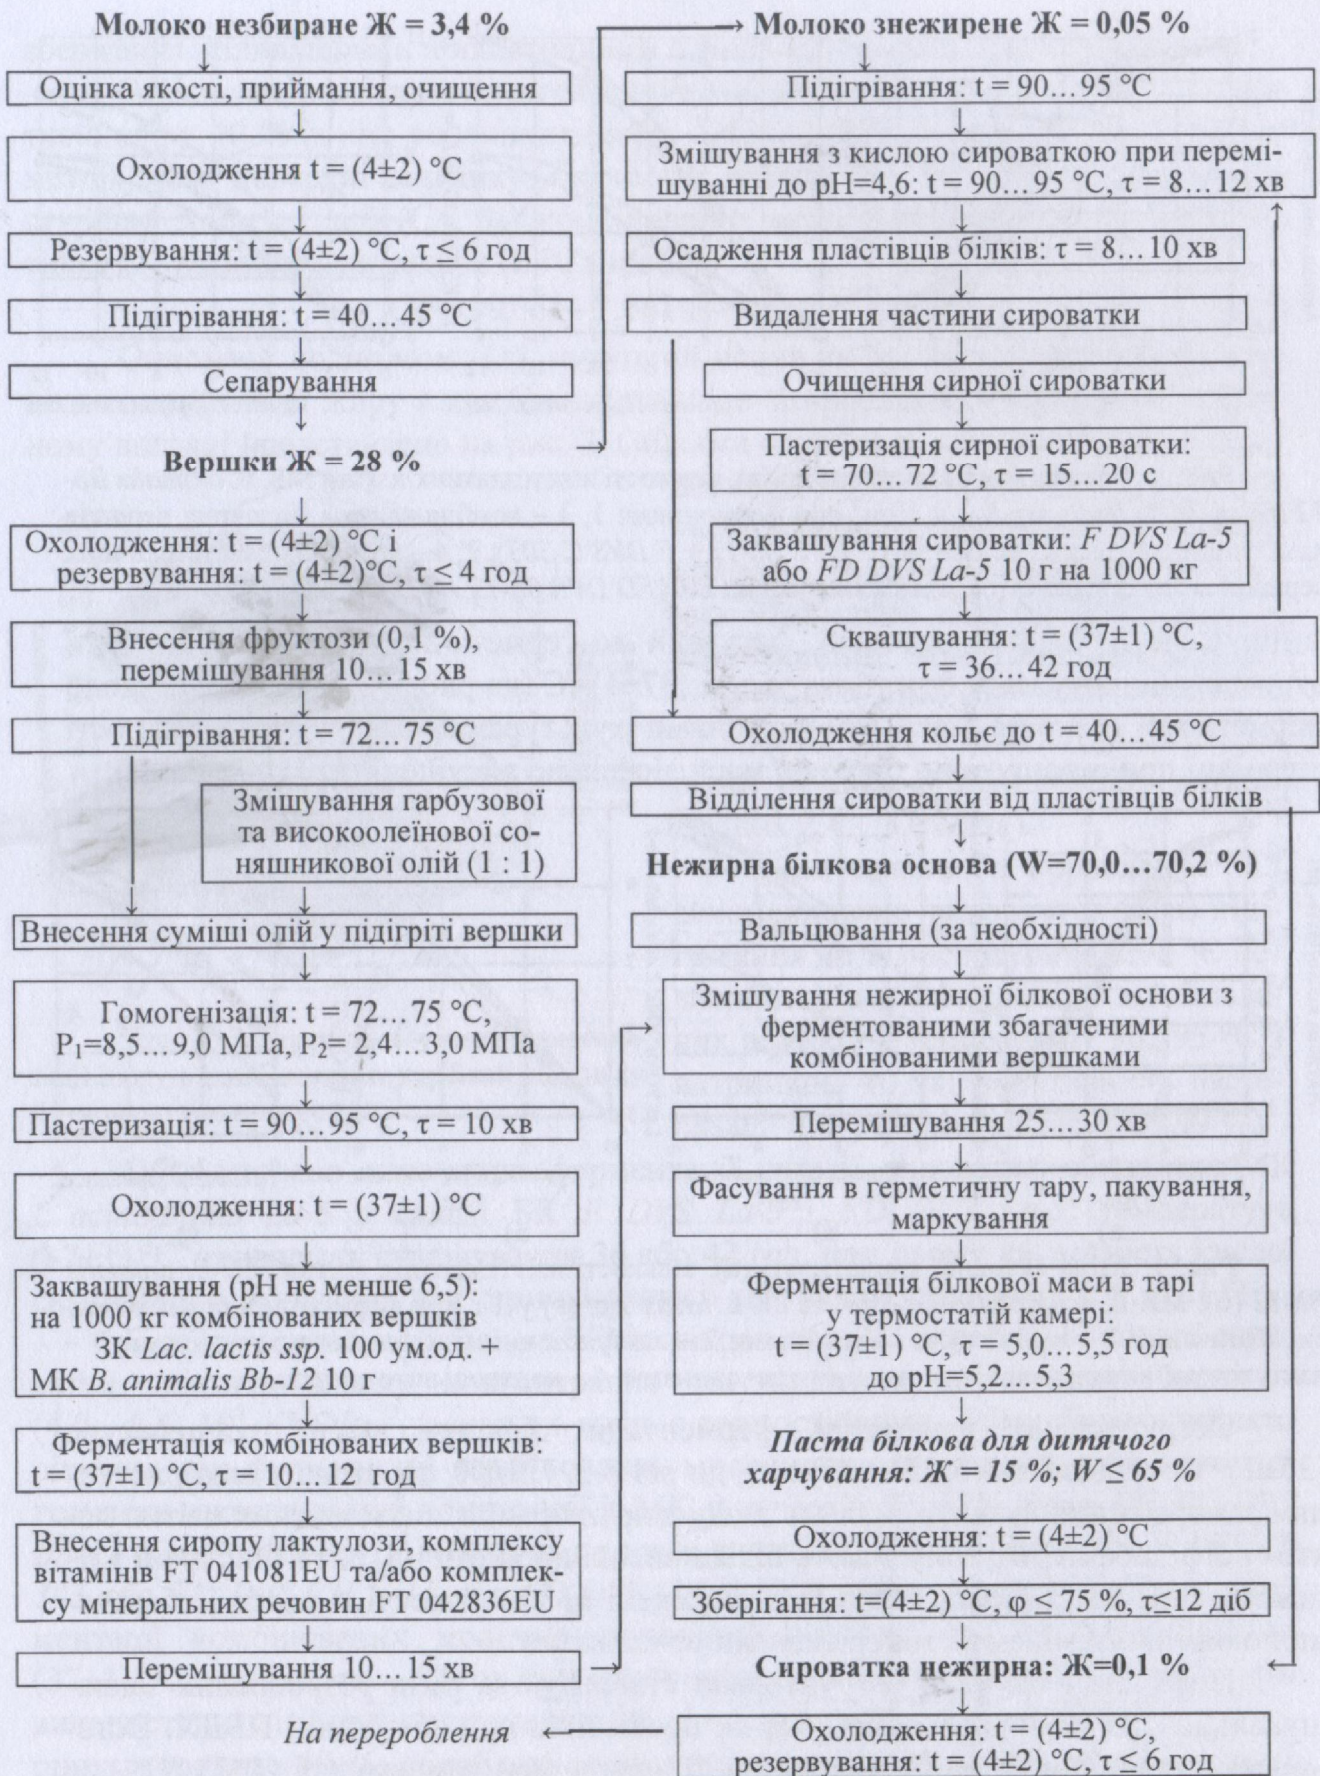 Молоко незбиране Ж = 3,4 %
Оцінка якості, приймання, очищення
Охолодження t = (4±2) °С
Резервування: t = (4±2) °С, τ ≤ 6 год
Підігрівання: t = 40…45 °С
Сепарування
Вершки Ж = 28 %
Охолодження: t = (4±2) °С і
резервування: t = (4±2)°С, τ ≤ 4 год
Внесення фруктози (0,1 %),
перемішування 10…15 хв
Підігрівання: t = 72…75 °С
Змішування гарбузової
та високоолеїнової со-
няшникової олій (1 : 1)
Внесення суміші олій у підігріті вершки
Гомогенізація: t = 72…75 °С,
Р₁=8,5…9,0 МПа, Р₂= 2,4…3,0 МПа
Пастеризація: t = 90…95 °С, τ = 10 хв
Охолодження: t = (37±1) °С
Заквашування (рН не менше 6,5):
на 1000 кг комбінованих вершків
ЗК Lac. lactis ssp. 100 ум.од. +
МК B. animalis Bb-12 10 г
Ферментація комбінованих вершків:
t = (37±1) °С, τ = 10…12 год
Внесення сиропу лактулози, комплексу
вітамінів FT 041081EU та/або комплек-
су мінеральних речовин FT 042836EU
Перемішування 10…15 хв
Молоко знежирене Ж = 0,05 %
Підігрівання: t = 90…95 °С
Змішування з кислою сироваткою при перемі-
шуванні до рН=4,6: t = 90…95 °С, τ = 8…12 хв
Осадження пластівців білків: τ = 8…10 хв
Видалення частини сироватки
Очищення сирної сироватки
Пастеризація сирної сироватки:
t = 70…72 °С, τ = 15…20 с
Заквашування сироватки: F DVS La-5
або FD DVS La-5 10 г на 1000 кг
Сквашування: t = (37±1) °С,
τ = 36…42 год
Охолодження кольє до t = 40…45 °С
Відділення сироватки від пластівців білків
Нежирна білкова основа (W=70,0…70,2 %)
Вальцювання (за необхідності)
Змішування нежирної білкової основи з
ферментованими збагаченими
комбінованими вершками
Перемішування 25…30 хв
Фасування в герметичну тару, пакування,
маркування
Ферментація білкової маси в тарі
у термостатій камері:
t = (37±1) °С, τ = 5,0…5,5 год
до рН=5,2…5,3
Паста білкова для дитячого
харчування: Ж = 15 %; W ≤ 65 %
Охолодження: t = (4±2) °С
Зберігання: t=(4±2) °С, φ ≤ 75 %, τ≤12 діб
Сироватка нежирна: Ж=0,1 %
Охолодження: t = (4±2) °С,
резервування: t = (4±2) °С, τ ≤ 6 год
На перероблення